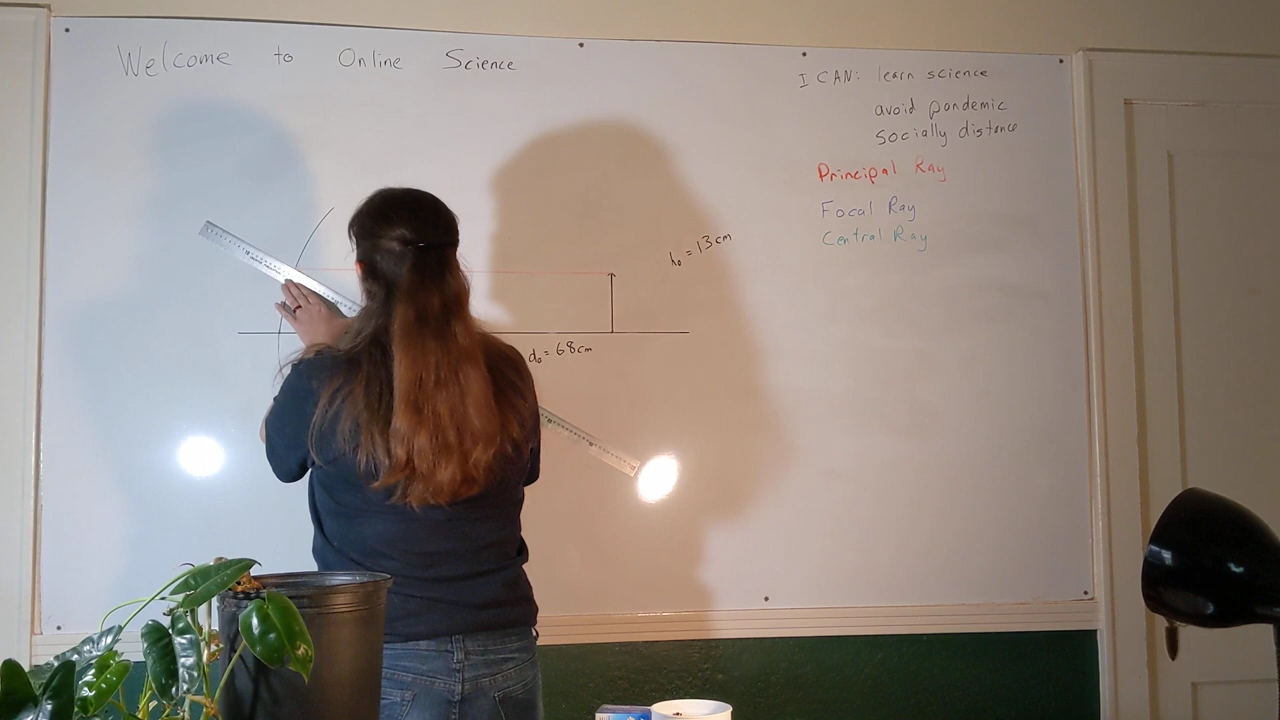 Welcome to Online Science
I CAN: learn science
avoid pandemic
socially distance
Principal Ray
Focal Ray
Central Ray
h₀ = 13cm
d₀ = 68cm